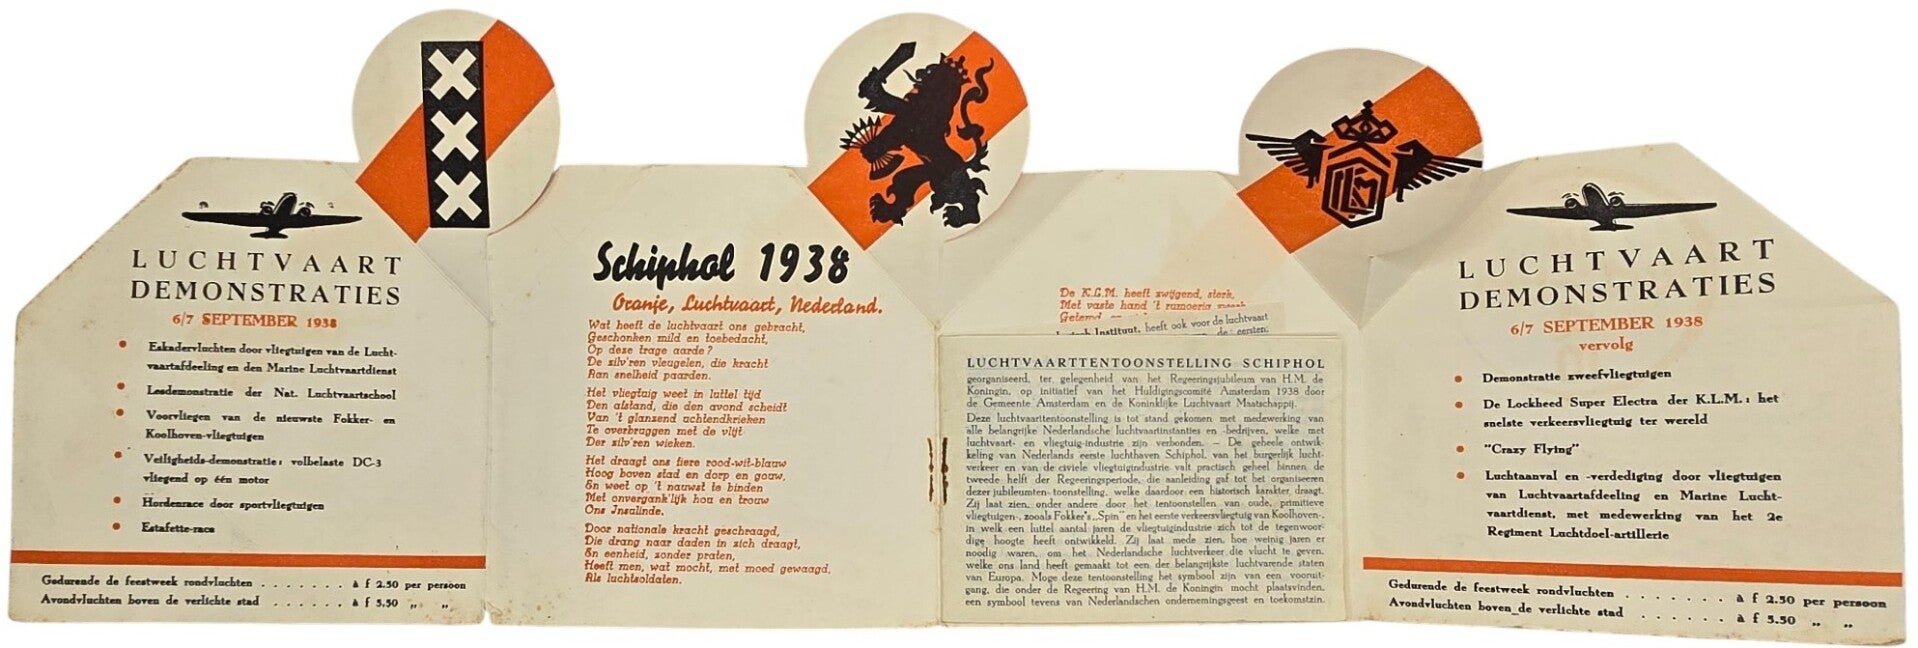 LUCHTVAART
DEMONSTRATIES
6/7 SEPTEMBER 1938
Eskadervluchten door vliegtuigen van de Lucht-
vaartafdeeling en den Marine Luchtvaartdienst
Lesdemonstratie der Nat. Luchtvaartschool
Voorvliegen van de nieuwste Fokker- en
Koolhoven-vliegtuigen
Veiligheids-demonstratie: volbelaste DC-3
vliegend op één motor
Hordenrace door sportvliegtuigen
Estafette-race
Gedurende de feestweek rondvluchten . . . . . . . à f 2.50 per persoon
Avondvluchten boven de verlichte stad . . . . . . à f 5.50 „ „
Schiphol 1938
Oranje, Luchtvaart, Nederland.
Wat heeft de luchtvaart ons gebracht,
Geschonken mild en toebedacht,
Op deze trage aarde?
De zilv'ren vleugelen, die kracht
Aan snelheid paarden.
Het vliegtuig weet in luttel tijd
Den afstand, die den avond scheidt
Van 't glanzend achtendkrieken
Te overbruggen met de vlijt
Der zilv'ren wieken.
Het draagt ons fiere rood-wit-blauw
Hoog boven stad en dorp en gouw,
En weet op 't nauwst te binden
Met onvergank'lijk hou en trouw
Ons Insulinde.
Door nationale kracht geschraagd,
Die drang naar daden in zich draagt,
En eenheid, zonder praten,
Heeft men, wat mocht, met moed gewaagd,
Als luchtsoldaten.
KLM
De K.L.M. heeft zwijgend, sterk,
Met vaste hand 't rumoerig zwerk
Getemd
Instituut, heeft ook voor de luchtvaart
de eersten;
LUCHTVAARTTENTOONSTELLING SCHIPHOL
georganiseerd, ter gelegenheid van het Regeeringsjubileum van H.M. de
Koningin, op initiatief van het Huldigingscomité Amsterdam 1938 door
de Gemeente Amsterdam en de Koninklijke Luchtvaart Maatschappij.
Deze luchtvaarttentoonstelling is tot stand gekomen met medewerking van
alle belangrijke Nederlandsche luchtvaartinstanties en -bedrijven, welke met
luchtvaart- en vliegtuig-industrie zijn verbonden. — De geheele ontwik-
keling van Nederlands eerste luchthaven Schiphol, van het burgerlijk lucht-
verkeer en van de civiele vliegtuigindustrie valt practisch geheel binnen de
tweede helft der Regeeringsperiode, die aanleiding gaf tot het organiseeren
dezer jubileumten- toonstelling, welke daardoor een historisch karakter draagt.
Zij laat zien, onder andere door het tentoonstellen van oude, primitieve
vliegtuigen-, zooals Fokker's „Spin" en het eerste verkeersvliegtuig van Koolhoven-,
in welk een luttel aantal jaren de vliegtuigindustrie zich tot de tegenwoor-
dige hoogte heeft ontwikkeld. Zij laat mede zien, hoe weinig jaren er
noodig waren, om het Nederlandsche luchtverkeer die vlucht te geven,
welke ons land heeft gemaakt tot een der belangrijkste luchtvarende staten
van Europa. Moge deze tentoonstelling het symbool zijn van een vooruit-
gang, die onder de Regeering van H.M. de Koningin mocht plaatsvinden,
een symbool tevens van Nederlandschen ondernemingsgeest en toekomstzin.
LUCHTVAART
DEMONSTRATIES
6/7 SEPTEMBER 1938
vervolg
Demonstratie zweefvliegtuigen
De Lockheed Super Electra der K.L.M.: het
snelste verkeersvliegtuig ter wereld
"Crazy Flying"
Luchtaanval en -verdediging door vliegtuigen
van Luchtvaartafdeeling en Marine Lucht-
vaartdienst, met medewerking van het 2e
Regiment Luchtdoel-artillerie
Gedurende de feestweek rondvluchten . . . . . . . à f 2.50 per persoon
Avondvluchten boven de verlichte stad . . . . . . à f 5.50 „ „